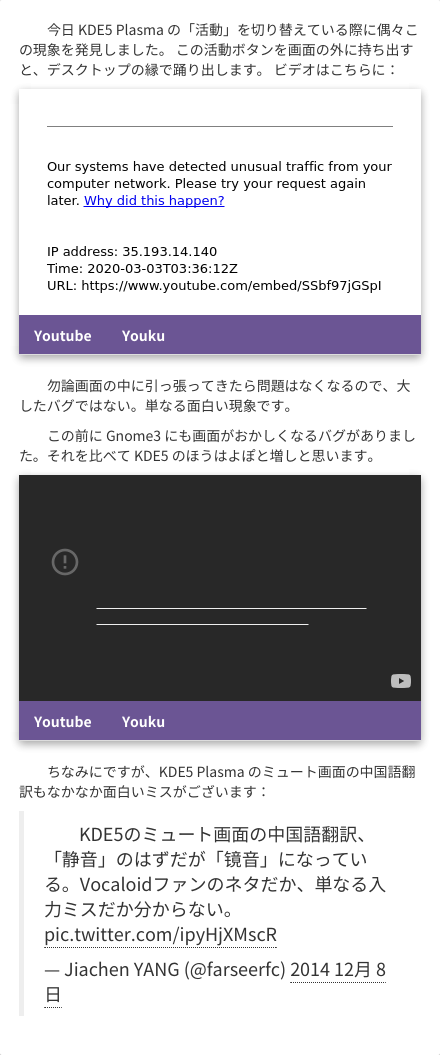 今日 KDE5 Plasma の「活動」を切り替えている際に偶々こ
の現象を発見しました。 この活動ボタンを画面の外に持ち出す
と、デスクトップの縁で踊り出します。 ビデオはこちらに：
Our systems have detected unusual traffic from your
computer network. Please try your request again
later. Why did this happen?
IP address: 35.193.14.140
Time: 2020-03-03T03:36:12Z
URL: https://www.youtube.com/embed/SSbf97jGSpI
Youtube Youku
勿論画面の中に引っ張ってきたら問題はなくなるので、大
したバグではない。単なる面白い現象です。
この前に Gnome3 にも画面がおかしくなるバグがありまし
た。それを比べて KDE5 のほうはよぽと増しと思います。
Youtube Youku
ちなみにですが、KDE5 Plasma のミュート画面の中国語翻
訳もなかなか面白いミスがございます：
KDE5のミュート画面の中国語翻訳、
「静音」のはずだが「镜音」になってい
る。Vocaloidファンのネタだか、単なる入
力ミスだか分からない。
pic.twitter.com/ipyHjXMscR
— Jiachen YANG (@farseerfc) 2014 12月 8
日